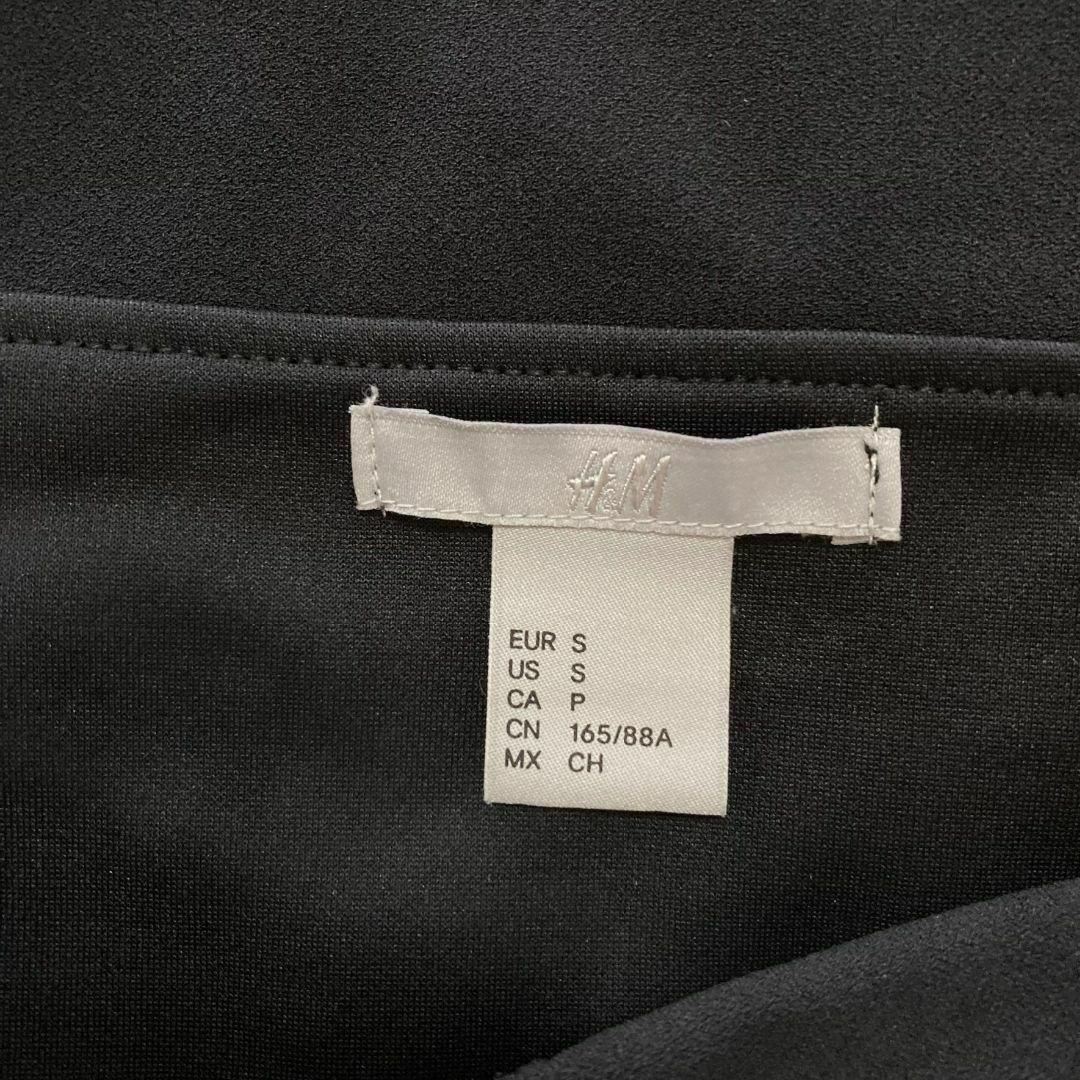 H&M
EUR S
US S
CA P
CN 165/88A
MX CH